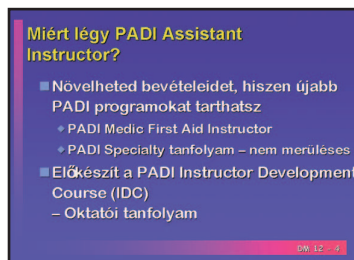 Miért légy PADI Assistant
Instructor?
Növelheted bevételeidet, hiszen újabb
PADI programokat tarthatsz
PADI Medic First Aid Instructor
PADI Specialty tanfolyam – nem merüléses
Előkészít a PADI Instructor Development
Course (IDC)
– Oktatói tanfolyam
DM 12 - 4